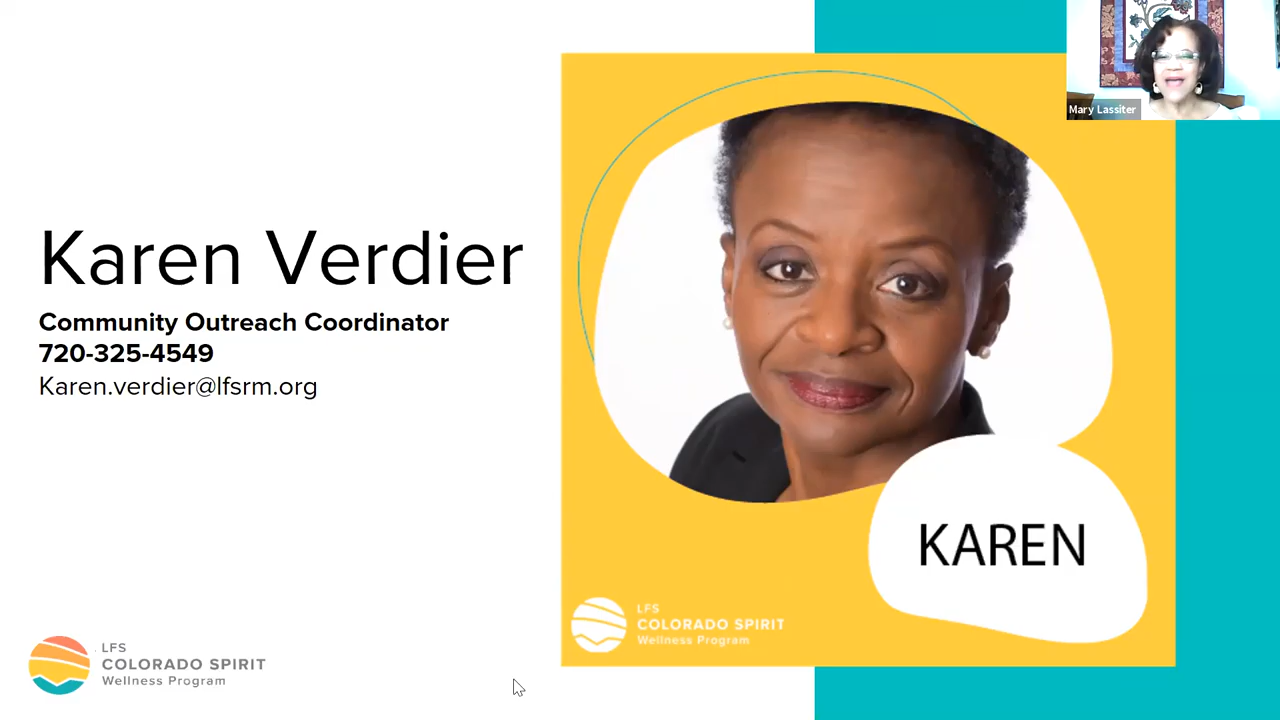 Mary Lassiter
Karen Verdier
Community Outreach Coordinator
720-325-4549
Karen.verdier@lfsrm.org
KAREN
LFS
COLORADO SPIRIT
Wellness Program
LFS
COLORADO SPIRIT
Wellness Program